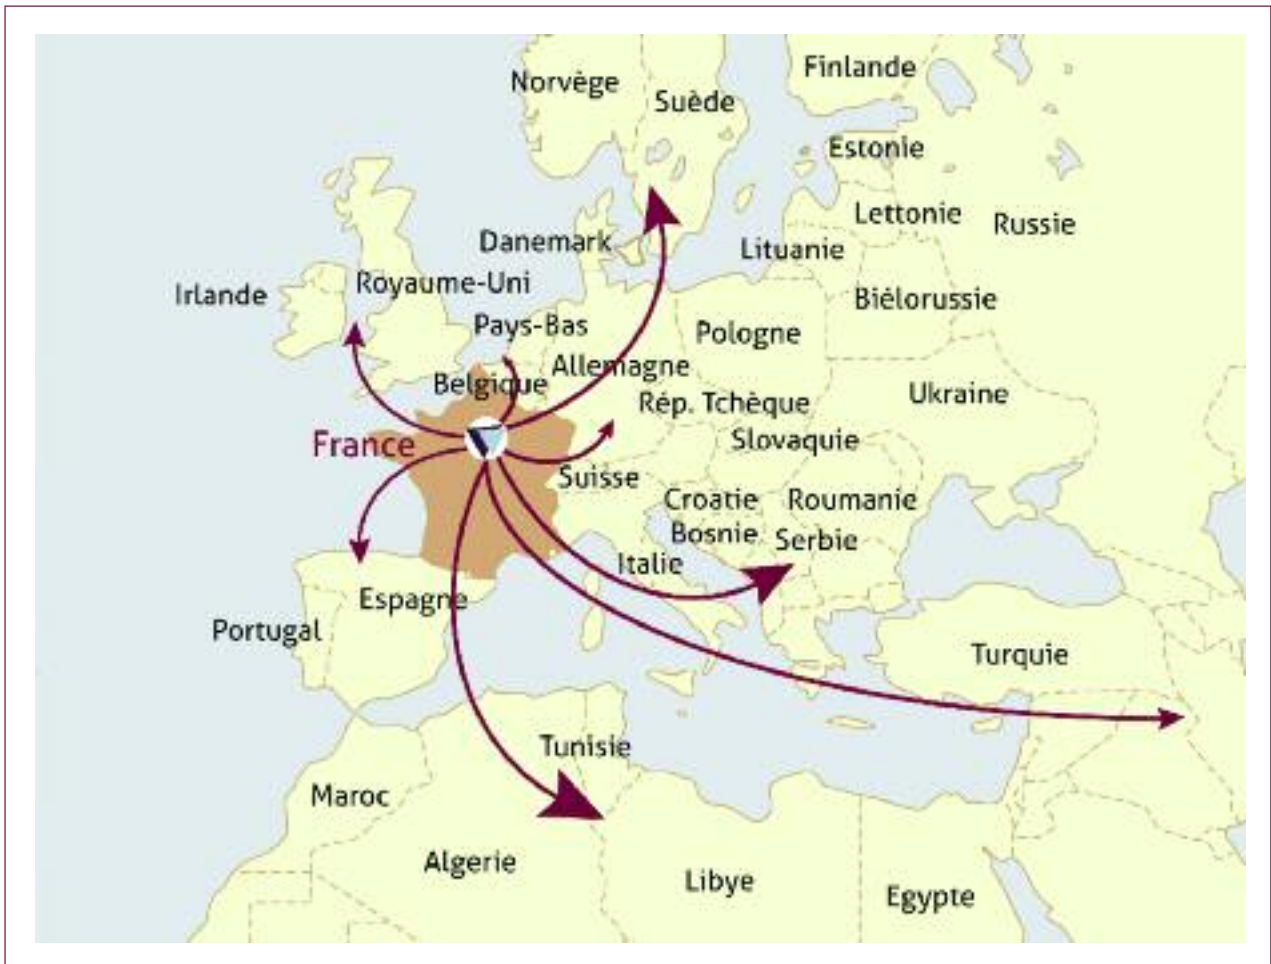 Finlande
Norvège
Suède
Estonie
Lettonie
Russie
Danemark
Lituanie
Irlande
Royaume-Uni
Biélorussie
Pays-Bas
Pologne
Allemagne
Belgique
Ukraine
Rép. Tchèque
France
Slovaquie
Suisse
Croatie
Roumanie
Bosnie
Serbie
Italie
Espagne
Portugal
Turquie
Tunisie
Maroc
Algerie
Libye
Egypte